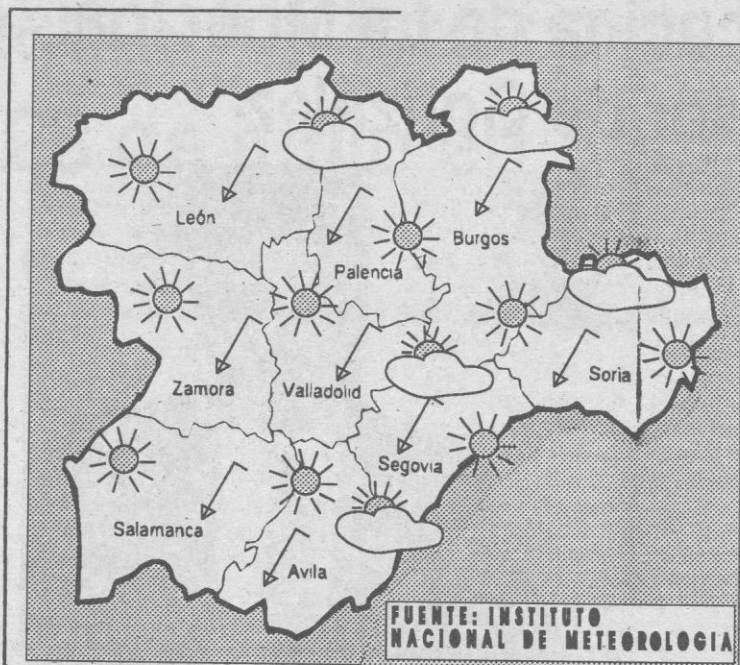 León
Burgos
Palencia
Zamora
Valladolid
Soria
Segovia
Salamanca
Avila
FUENTE: INSTITUTO
NACIONAL DE METEOROLOGIA